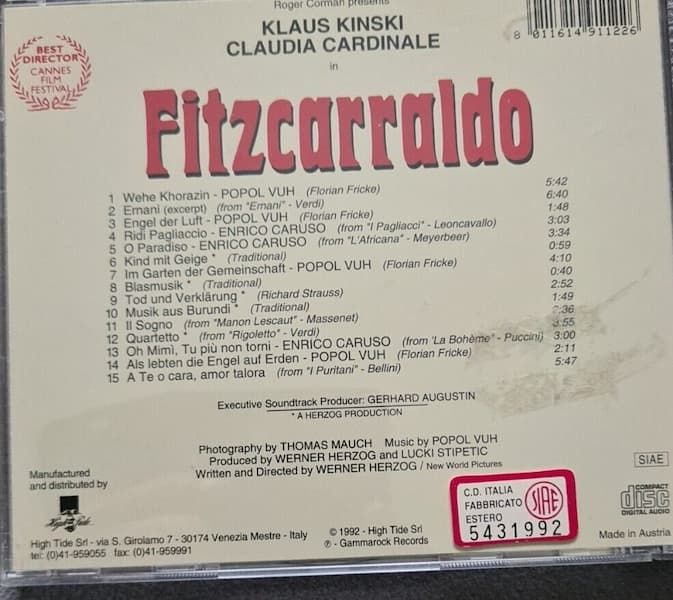 Roger Corman presents
KLAUS KINSKI
CLAUDIA CARDINALE
in
Fitzcarraldo
BEST
DIRECTOR
CANNES
FILM
FESTIVAL
8 011614 911226
1 Wehe Khorazin - POPOL VUH (Florian Fricke) 5:42
2 Ernani (excerpt) (from "Ernani" - Verdi) 6:40
3 Engel der Luft - POPOL VUH (Florian Fricke) 1:48
4 Ridi Pagliaccio - ENRICO CARUSO (from "I Pagliacci" - Leoncavallo) 3:03
5 O Paradiso - ENRICO CARUSO (from "L'Africana" - Meyerbeer) 3:34
6 Kind mit Geige * (Traditional) 0:59
7 Im Garten der Gemeinschaft - POPOL VUH (Florian Fricke) 4:10
8 Blasmusik * (Traditional) 0:40
9 Tod und Verklärung * (Richard Strauss) 2:52
10 Musik aus Burundi * (Traditional) 1:49
11 Il Sogno (from "Manon Lescaut" - Massenet) :36
12 Quartetto * (from "Rigoletto" - Verdi) 3:55
13 Oh Mimì, Tu più non torni - ENRICO CARUSO (from 'La Bohème" - Puccini) 3:00
14 Als lebten die Engel auf Erden - POPOL VUH (Florian Fricke) 2:11
15 A Te o cara, amor talora (from "I Puritani" - Bellini) 5:47
Executive Soundtrack Producer: GERHARD AUGUSTIN
* A HERZOG PRODUCTION
Photography by THOMAS MAUCH Music by POPOL VUH
Produced by WERNER HERZOG and LUCKI STIPETIC
Written and Directed by WERNER HERZOG / New World Pictures
Manufactured
and distributed by
High Tide
High Tide Srl - via S. Girolamo 7 - 30174 Venezia Mestre - Italy
tel: (0)41-959055 fax: (0)41-959991
© 1992 - High Tide Srl
℗ - Gammarock Records
C.D. ITALIA
FABBRICATO
ESTERO
SIAE
5431992
SIAE
COMPACT
disc
DIGITAL AUDIO
Made in Austria